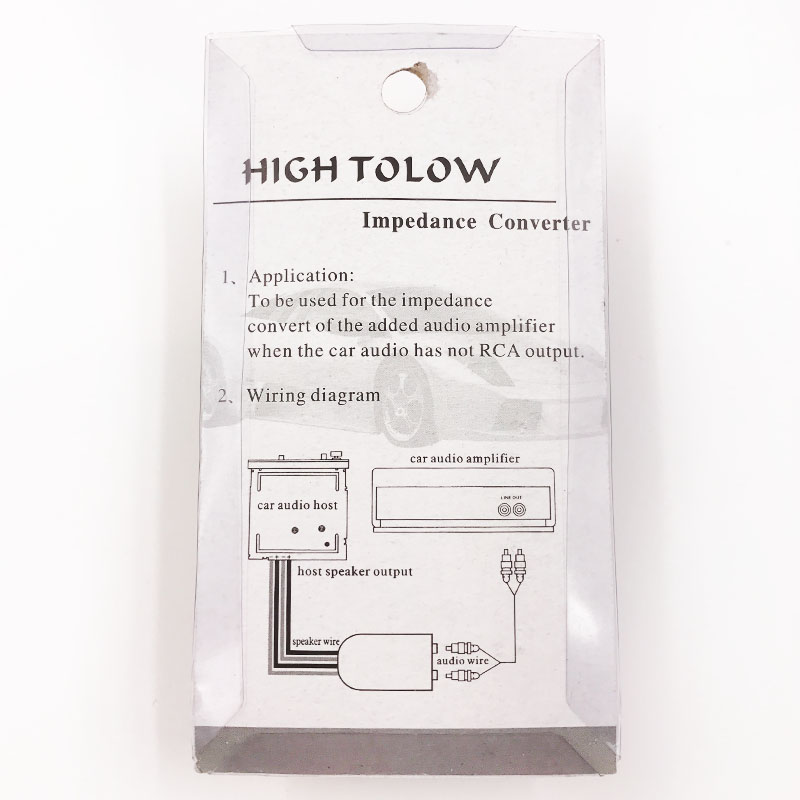 HIGH TOLOW
Impedance Converter
1、Application:
To be used for the impedance
convert of the added audio amplifier
when the car audio has not RCA output.
2、Wiring diagram
car audio amplifier
LINE OUT
car audio host
host speaker output
speaker wire
audio wire